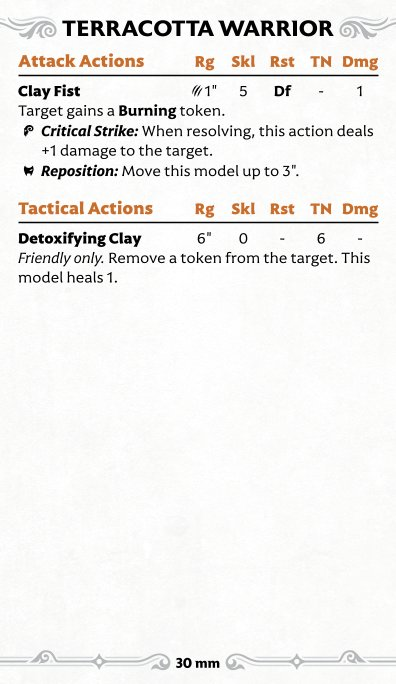 TERRACOTTA WARRIOR
Attack Actions Rg Skl Rst TN Dmg
Clay Fist 1" 5 Df - 1
Target gains a Burning token.
Critical Strike: When resolving, this action deals
+1 damage to the target.
Reposition: Move this model up to 3".
Tactical Actions Rg Skl Rst TN Dmg
Detoxifying Clay 6" 0 - 6 -
Friendly only. Remove a token from the target. This
model heals 1.
30 mm